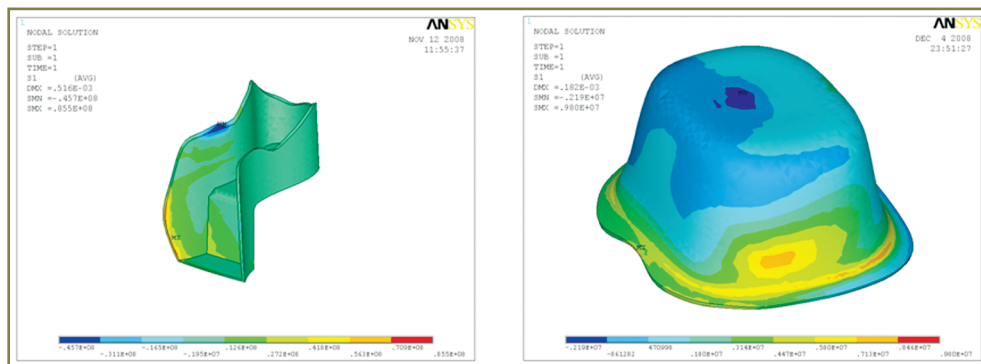 1
ANSYS
NODAL SOLUTION
NOV 12 2008
11:55:37
STEP=1
SUB =1
TIME=1
S1 (AVG)
DMX =.516E-03
SMN =-.457E+08
SMX =.855E+08
MX
-.457E+08 -.165E+08 .126E+08 .418E+08 .709E+08
-.311E+08 -.195E+07 .272E+08 .563E+08 .855E+08
1
ANSYS
NODAL SOLUTION
DEC 4 2008
23:51:27
STEP=1
SUB =1
TIME=1
S1 (AVG)
DMX =.182E-03
SMN =-.219E+07
SMX =.980E+07
MX
-.219E+07 470998 .314E+07 .580E+07 .846E+07
-861282 .180E+07 .447E+07 .713E+07 .980E+07